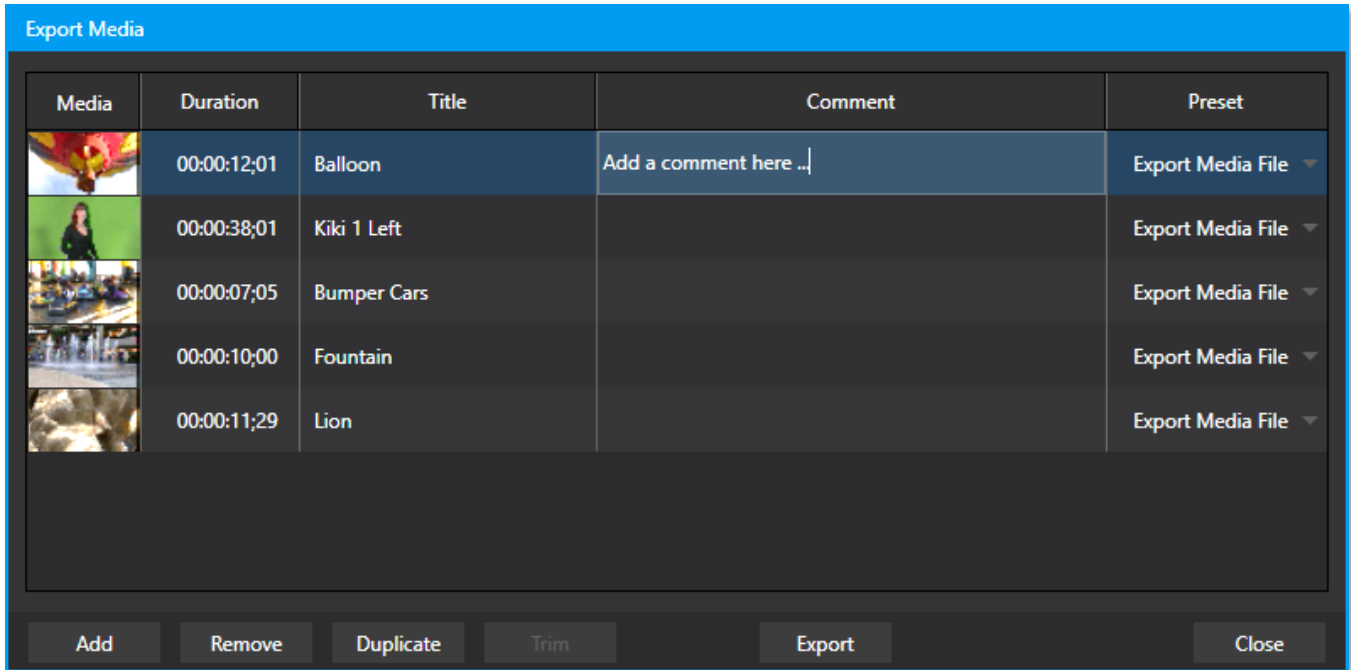 Export Media
Media Duration Title Comment Preset
00:00:12;01 Balloon Add a comment here ... Export Media File
00:00:38;01 Kiki 1 Left Export Media File
00:00:07;05 Bumper Cars Export Media File
00:00:10;00 Fountain Export Media File
00:00:11;29 Lion Export Media File
Add Remove Duplicate Trim Export Close